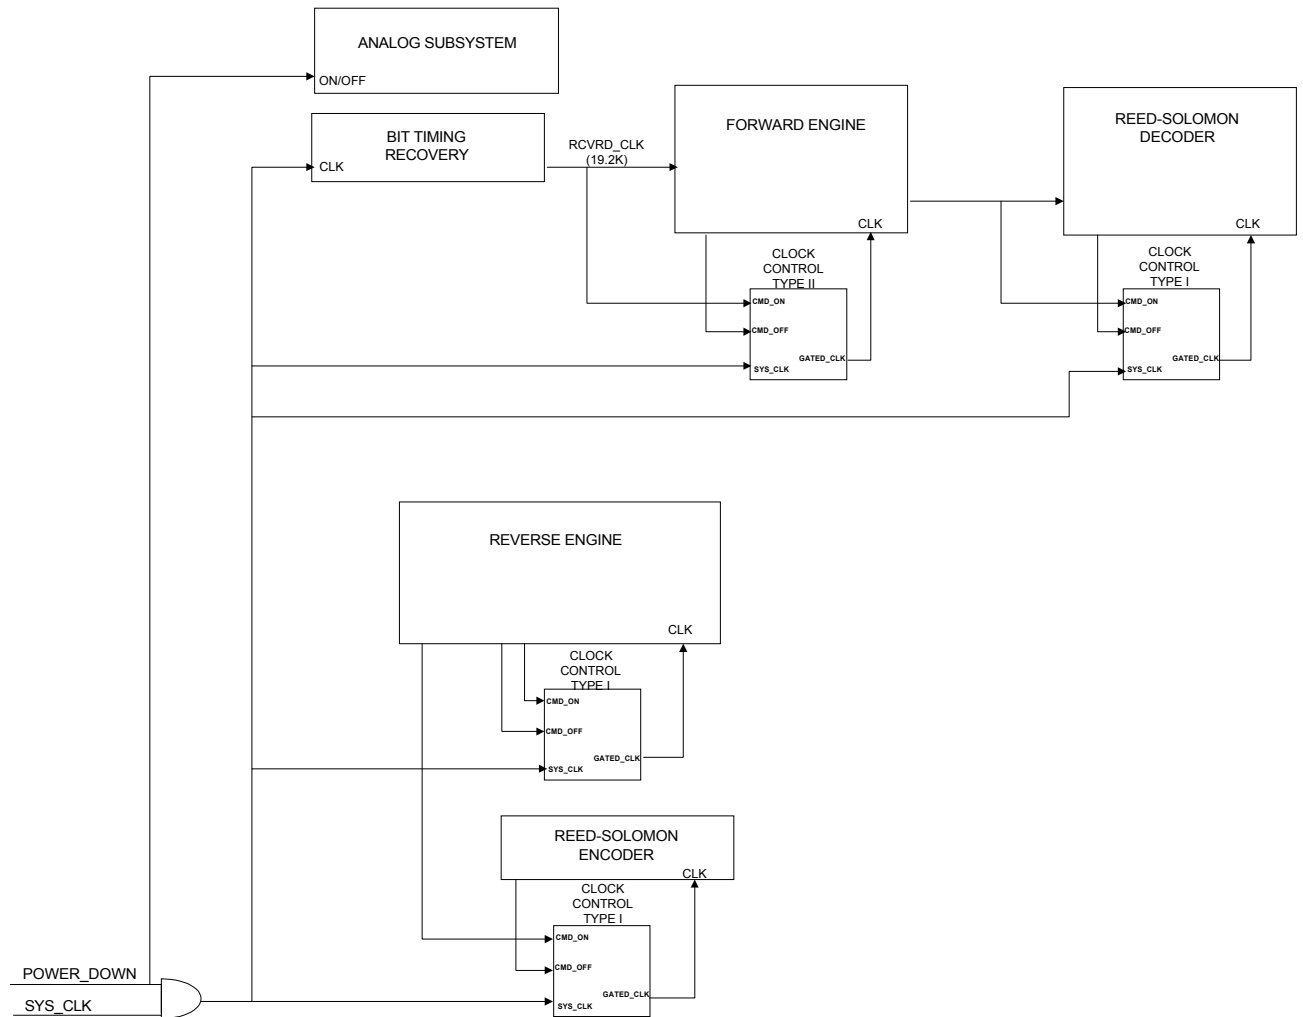 ANALOG SUBSYSTEM
ON/OFF
BIT TIMING
RECOVERY
CLK
RCVRD_CLK
(19.2K)
FORWARD ENGINE
CLK
REED-SOLOMON
DECODER
CLK
CLOCK
CONTROL
TYPE II
CMD_ON
CMD_OFF
GATED_CLK
SYS_CLK
CLOCK
CONTROL
TYPE I
CMD_ON
CMD_OFF
GATED_CLK
SYS_CLK
REVERSE ENGINE
CLK
CLOCK
CONTROL
TYPE I
CMD_ON
CMD_OFF
GATED_CLK
SYS_CLK
REED-SOLOMON
ENCODER
CLK
CLOCK
CONTROL
TYPE I
CMD_ON
CMD_OFF
GATED_CLK
SYS_CLK
POWER_DOWN
SYS_CLK